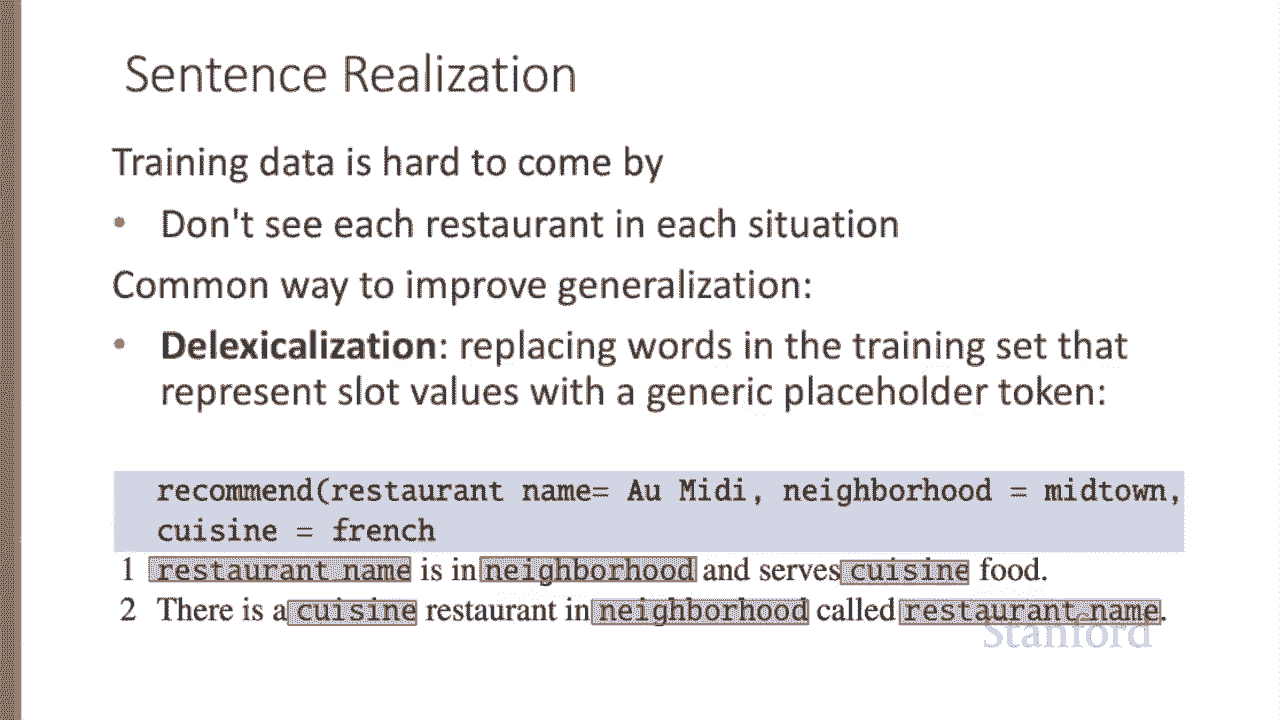 Sentence Realization
Training data is hard to come by
• Don't see each restaurant in each situation
Common way to improve generalization:
• Delexicalization: replacing words in the training set that
represent slot values with a generic placeholder token:
recommend(restaurant name= Au Midi, neighborhood = midtown,
cuisine = french
1 restaurant_name is in neighborhood and serves cuisine food.
2 There is a cuisine restaurant in neighborhood called restaurant_name.
Stanford